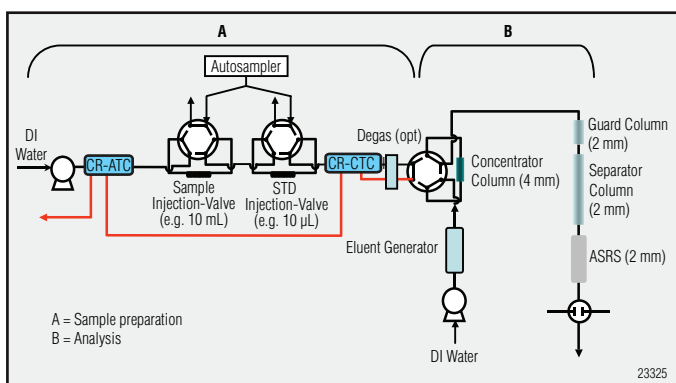 A
B
Autosampler
DI
Water
CR-ATC
Sample
Injection-Valve
(e.g. 10 mL)
STD
Injection-Valve
(e.g. 10 µL)
CR-CTC
Degas (opt)
Concentrator
Column (4 mm)
Guard Column
(2 mm)
Separator
Column
(2 mm)
ASRS (2 mm)
Eluent Generator
DI Water
A = Sample preparation
B = Analysis
23325